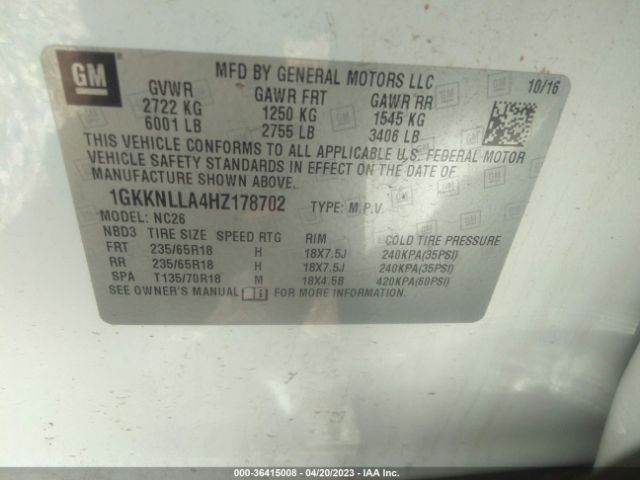 GM
MFD BY GENERAL MOTORS LLC 10/16
GVWR GAWR FRT GAWR RR
2722 KG 1250 KG 1545 KG
6001 LB 2755 LB 3406 LB
THIS VEHICLE CONFORMS TO ALL APPLICABLE U.S. FEDERAL MOTOR
VEHICLE SAFETY STANDARDS IN EFFECT ON THE DATE OF
MANUFACTURE SHOWN ABOVE.
1GKKNLLA4HZ178702 TYPE: M.P.V.
MODEL: NC26
NBD3 TIRE SIZE SPEED RTG RIM COLD TIRE PRESSURE
FRT 235/65R18 H 18X7.5J 240KPA(35PSI)
RR 235/65R18 H 18X7.5J 240KPA(35PSI)
SPA T135/70R18 M 18X4.5B 420KPA(60PSI)
SEE OWNER'S MANUAL FOR ADDITIONAL INFORMATION.
000-36415008 - 04/20/2023 - IAA Inc.